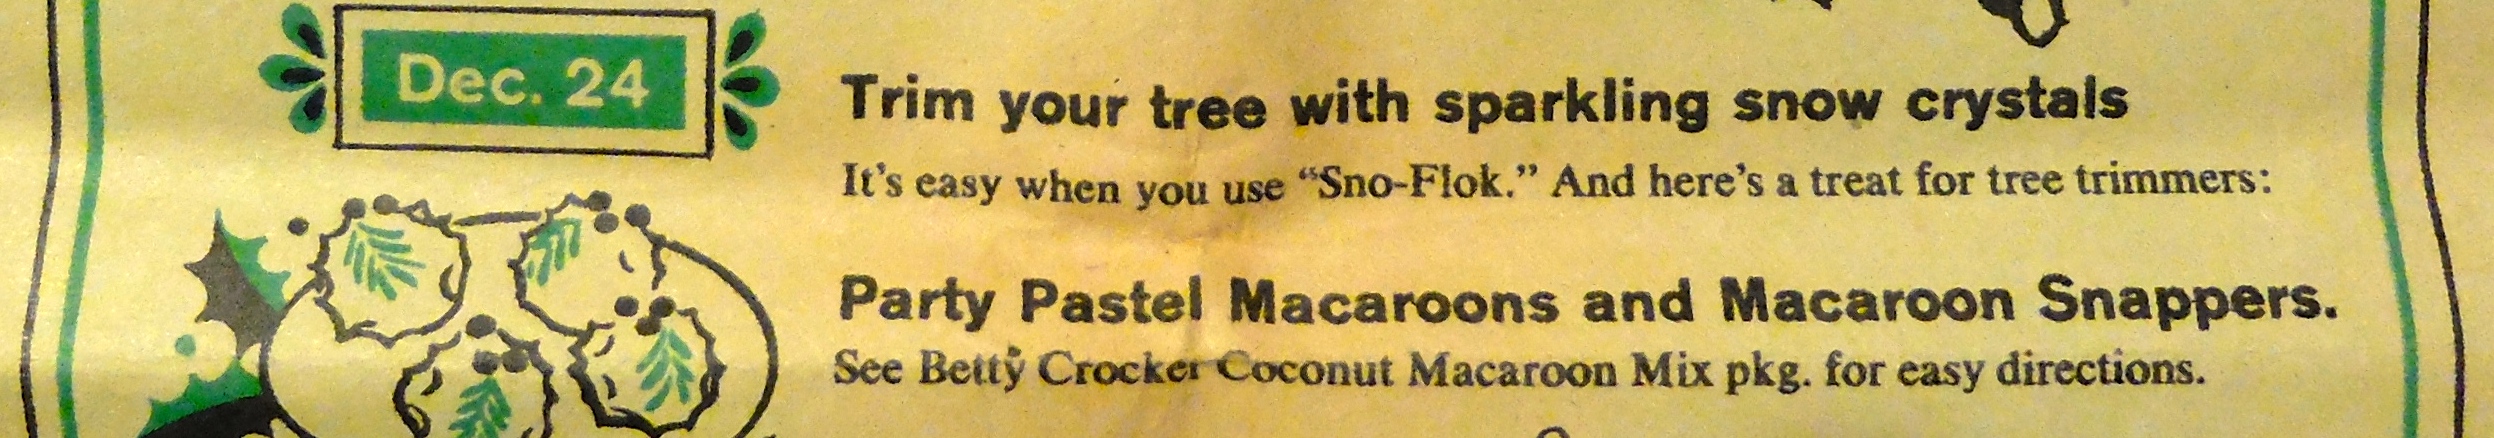 Dec. 24
Trim your tree with sparkling snow crystals
It's easy when you use “Sno-Flok.” And here's a treat for tree trimmers:
Party Pastel Macaroons and Macaroon Snappers.
See Betty Crocker Coconut Macaroon Mix pkg. for easy directions.